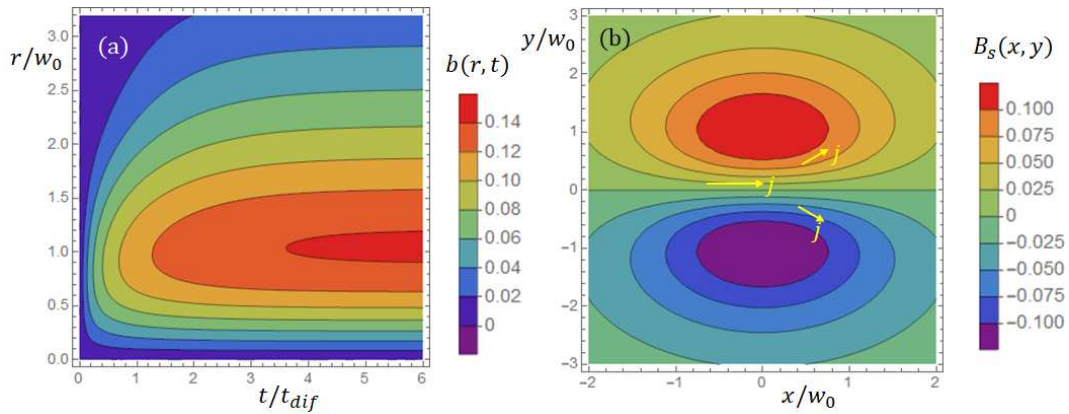 (a)
r/w₀
3.0
2.5
2.0
1.5
1.0
0.5
0.0
0 1 2 3 4 5 6
t/t_dif
b(r, t)
0.14
0.12
0.10
0.08
0.06
0.04
0.02
0
(b)
y/w₀
3
2
1
0
−1
−2
−3
−2 −1 0 1 2
x/w₀
j
j
j
B_s(x, y)
0.100
0.075
0.050
0.025
0
−0.025
−0.050
−0.075
−0.100